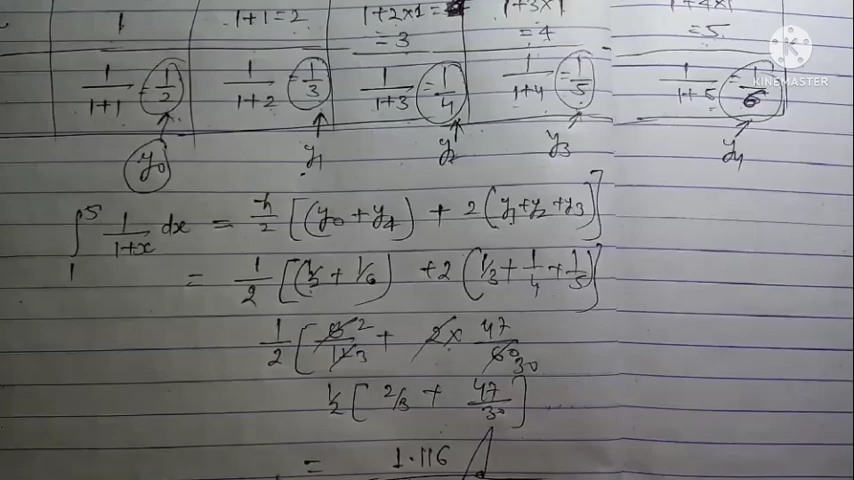 1 1+1=2 1+2×1= 1+3×1 1+4×1
=3 =4 =5
1/(1+1) = 1/2 1/(1+2) = 1/3 1/(1+3) = 1/4 1/(1+4) = 1/5 1/(1+5) = 1/6
KINEMASTER
y₀ y₁ y₂ y₃ y₄
∫₁⁵ 1/(1+x) dx = h/2 [(y₀+y₄) + 2(y₁+y₂+y₃)]
= 1/2 [(1/2 + 1/6) + 2(1/3 + 1/4 + 1/5)]
1/2 [ 2/3 + 2× 47/60 30
1/2 [ 2/3 + 47/30 ]
= 1.116